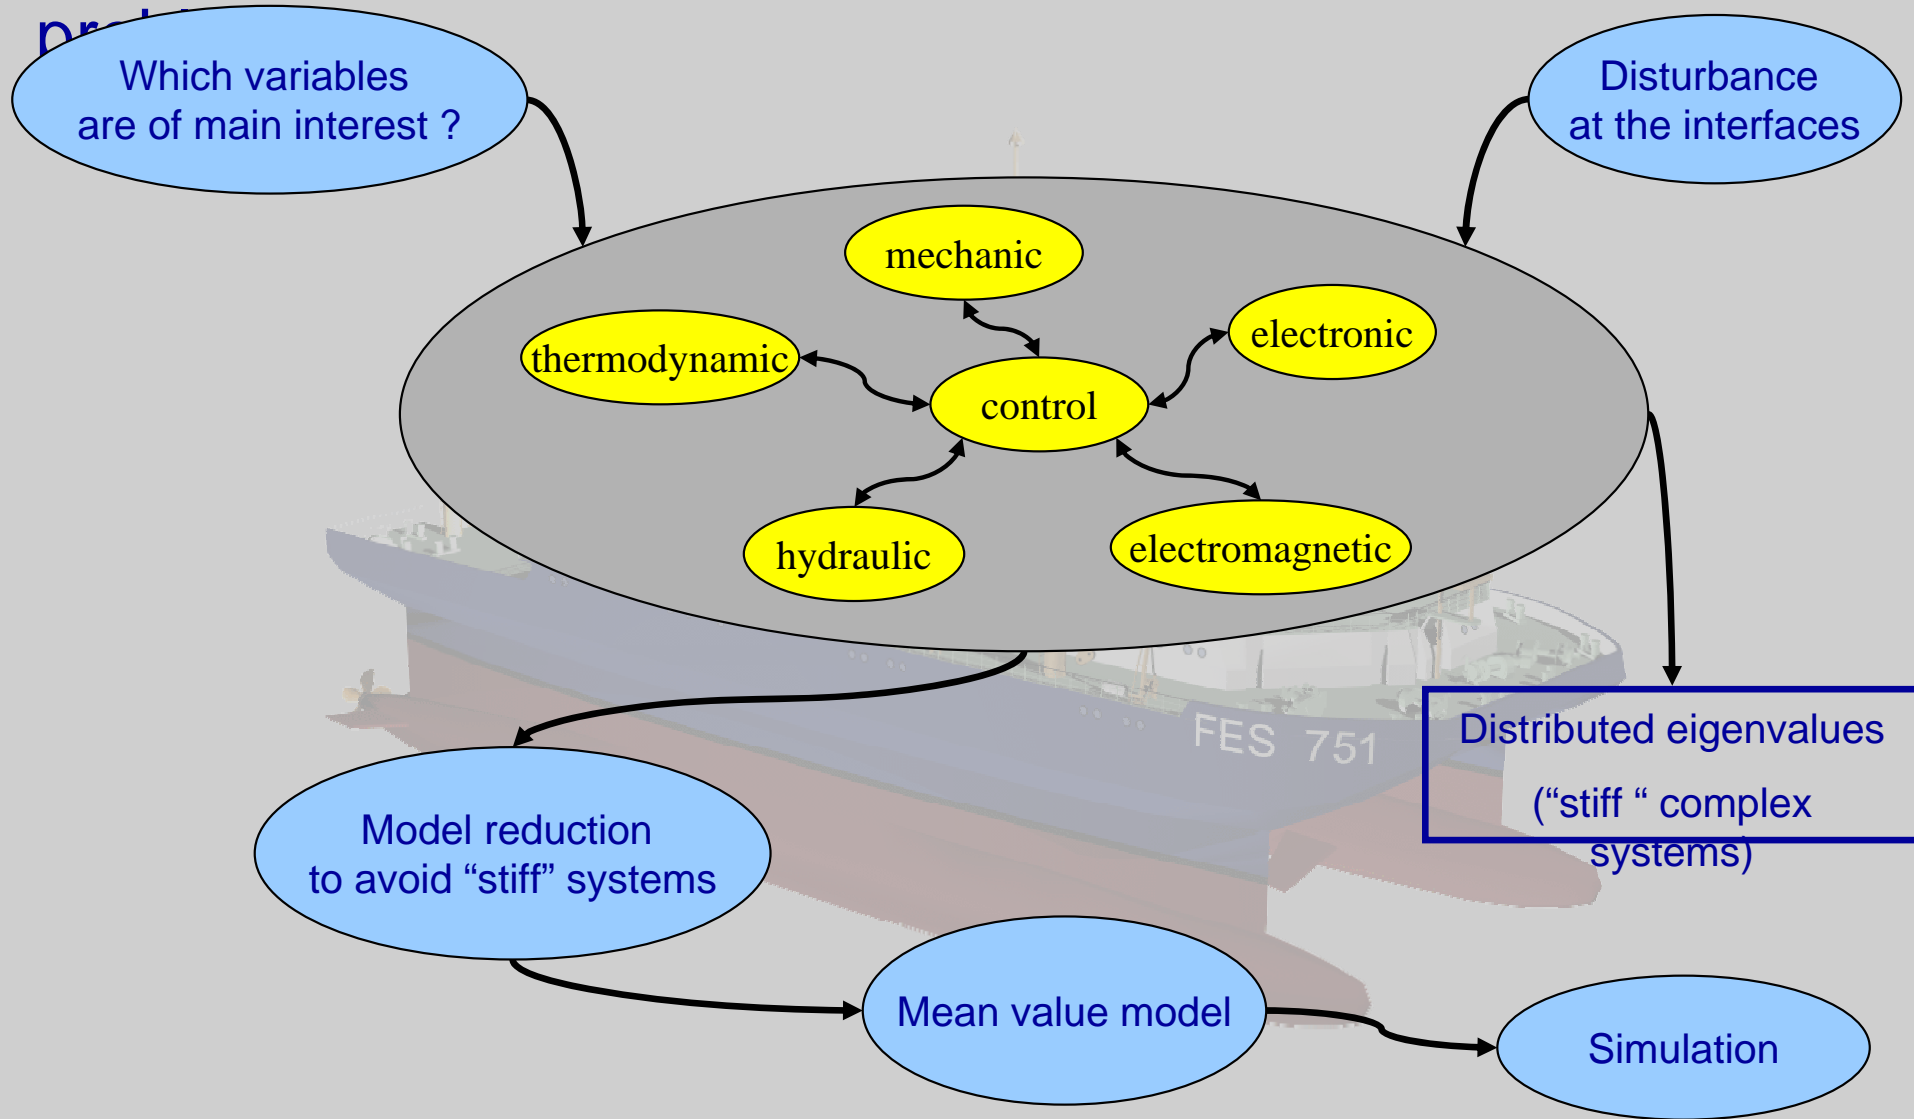 Which variables
are of main interest ?
Disturbance
at the interfaces
mechanic
electronic
thermodynamic
control
hydraulic
electromagnetic
Distributed eigenvalues
(“stiff “ complex
systems)
FES 751
Model reduction
to avoid “stiff” systems
Mean value model
Simulation